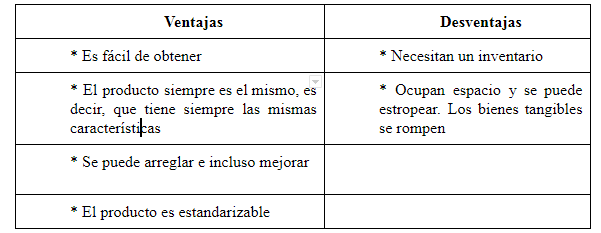 Ventajas Desventajas
* Es fácil de obtener * Necesitan un inventario
* El producto siempre es el mismo, es
decir, que tiene siempre las mismas
características
* Ocupan espacio y se puede
estropear. Los bienes tangibles
se rompen
* Se puede arreglar e incluso mejorar
* El producto es estandarizable